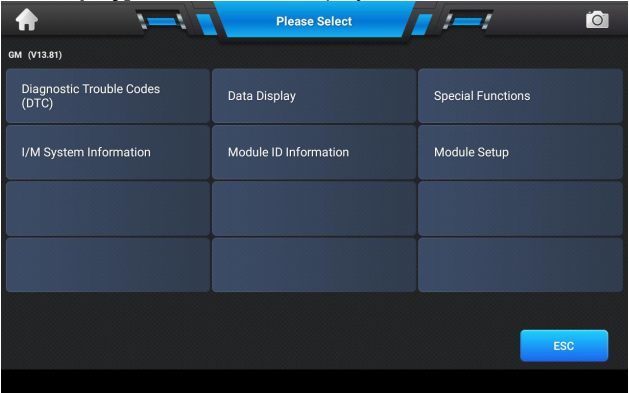 Please Select
GM (V13.81)
Diagnostic Trouble Codes
(DTC)
Data Display
Special Functions
I/M System Information
Module ID Information
Module Setup
ESC